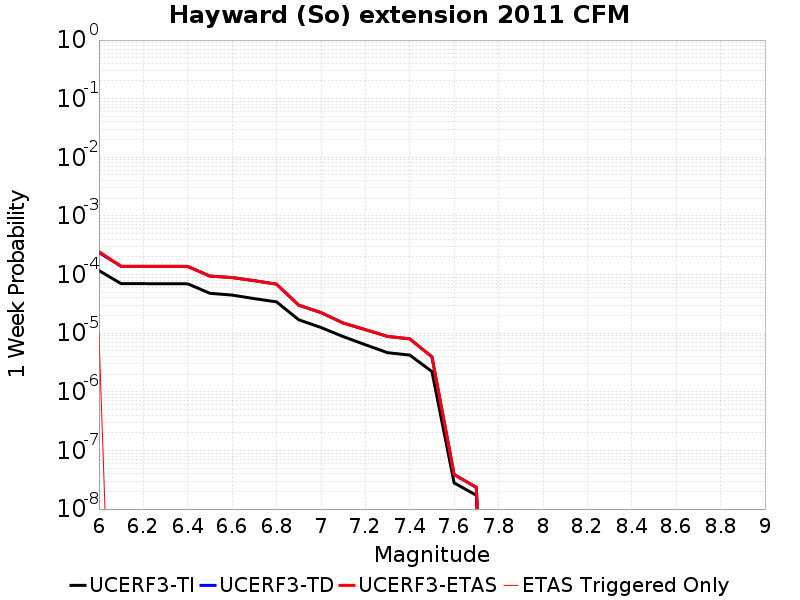 Hayward (So) extension 2011 CFM
10^0
10^-1
10^-2
10^-3
10^-4
10^-5
10^-6
10^-7
10^-8
1 Week Probability
6 6.2 6.4 6.6 6.8 7 7.2 7.4 7.6 7.8 8 8.2 8.4 8.6 8.8 9
Magnitude
UCERF3-TI UCERF3-TD UCERF3-ETAS ETAS Triggered Only